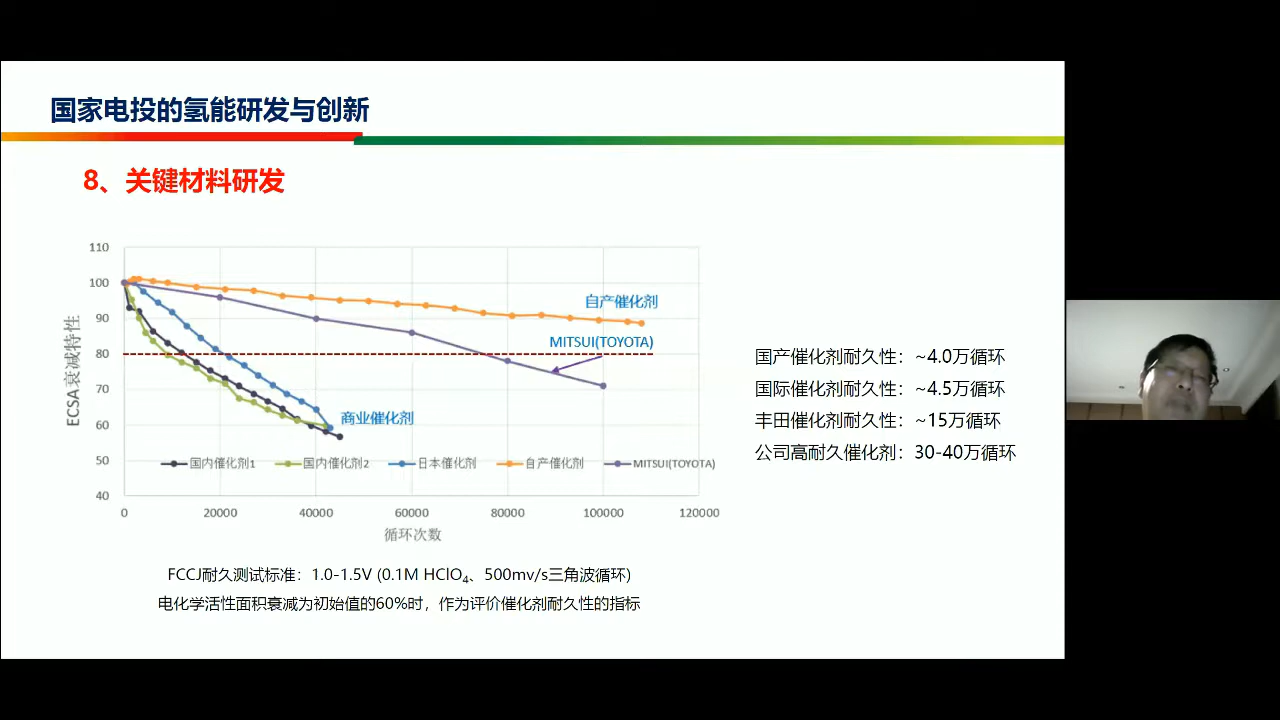 国家电投的氢能研发与创新
8、关键材料研发
110
100
90
80
70
60
50
40
ECSA衰减特性
自产催化剂
MITSUI(TOYOTA)
商业催化剂
国内催化剂1 国内催化剂2 日本催化剂 自产催化剂 MITSUI(TOYOTA)
0 20000 40000 60000 80000 100000 120000
循环次数
FCCJ耐久测试标准：1.0-1.5V (0.1M HClO₄、500mv/s三角波循环)
电化学活性面积衰减为初始值的60%时，作为评价催化剂耐久性的指标
国产催化剂耐久性：~4.0万循环
国际催化剂耐久性：~4.5万循环
丰田催化剂耐久性：~15万循环
公司高耐久催化剂：30-40万循环